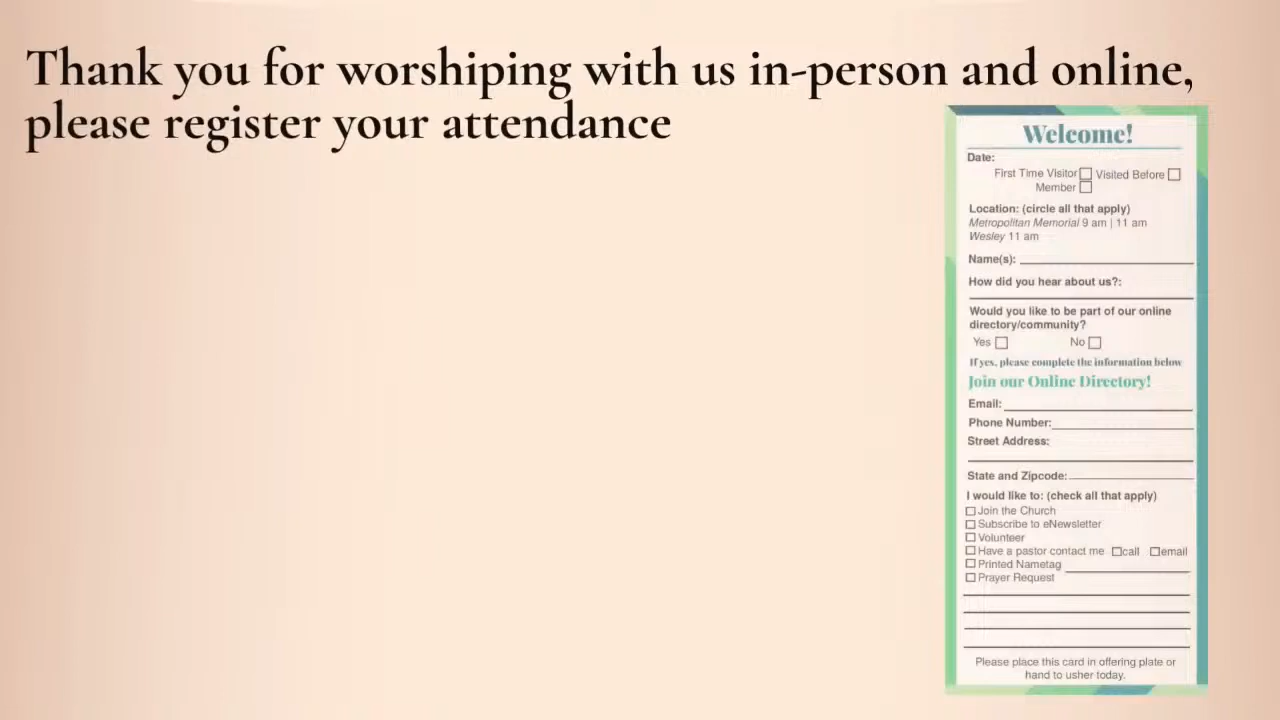 Thank you for worshiping with us in-person and online,
please register your attendance
Welcome!
Date:
First Time Visitor Visited Before
Member
Location: (circle all that apply)
Metropolitan Memorial 9 am | 11 am
Wesley 11 am
Name(s):
How did you hear about us?:
Would you like to be part of our online
directory/community?
Yes No
If yes, please complete the information below
Join our Online Directory!
Email:
Phone Number:
Street Address:
State and Zipcode:
I would like to: (check all that apply)
Join the Church
Subscribe to eNewsletter
Volunteer
Have a pastor contact me call email
Printed Nametag
Prayer Request
Please place this card in offering plate or
hand to usher today.